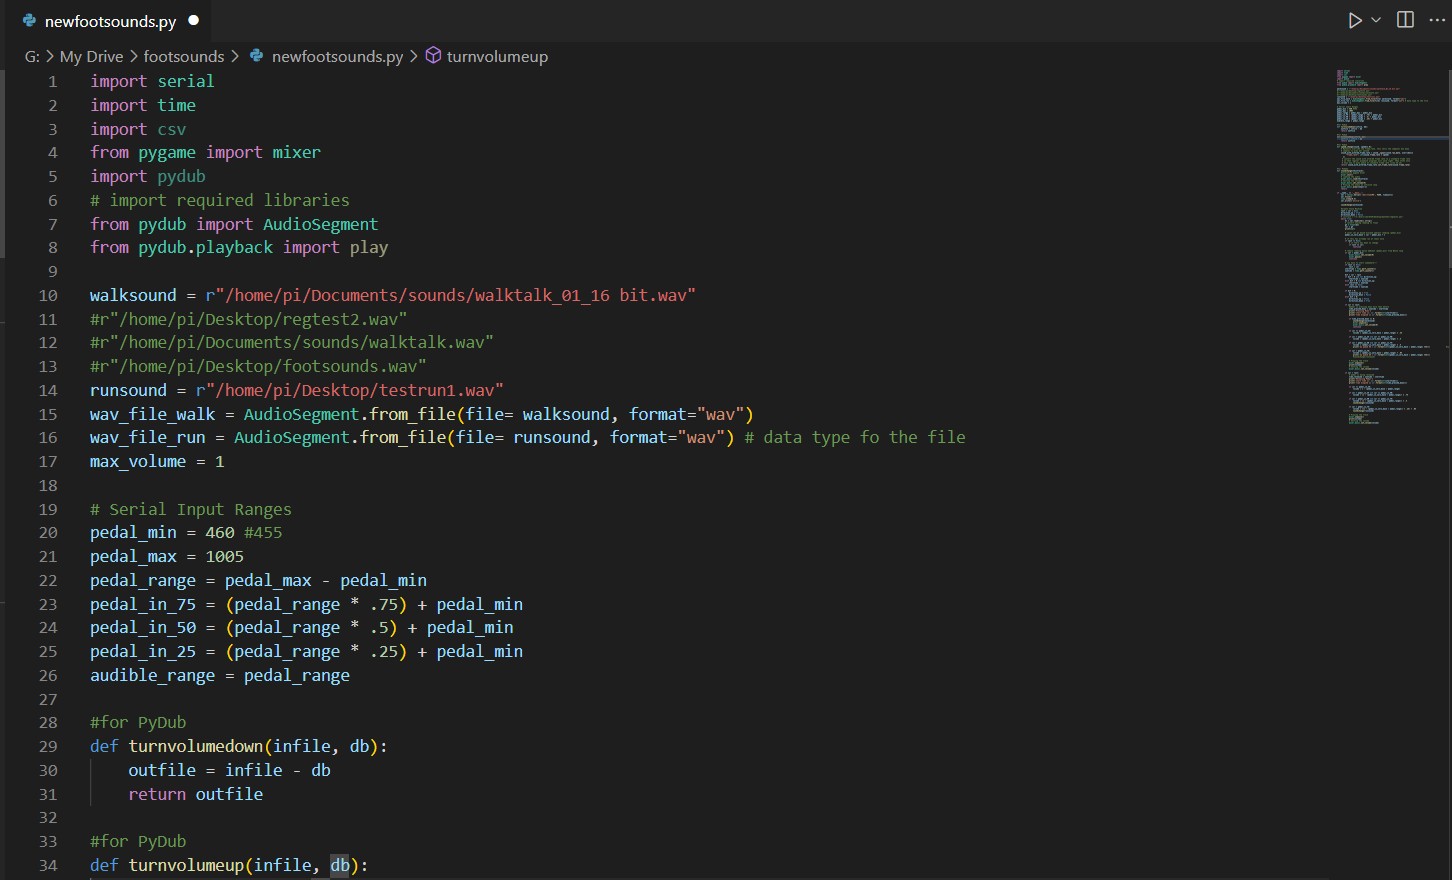 newfootsounds.py
G: > My Drive > footsounds > newfootsounds.py > turnvolumeup
1 import serial
2 import time
3 import csv
4 from pygame import mixer
5 import pydub
6 # import required libraries
7 from pydub import AudioSegment
8 from pydub.playback import play
9
10 walksound = r"/home/pi/Documents/sounds/walktalk_01_16 bit.wav"
11 #r"/home/pi/Desktop/regtest2.wav"
12 #r"/home/pi/Documents/sounds/walktalk.wav"
13 #r"/home/pi/Desktop/footsounds.wav"
14 runsound = r"/home/pi/Desktop/testrun1.wav"
15 wav_file_walk = AudioSegment.from_file(file= walksound, format="wav")
16 wav_file_run = AudioSegment.from_file(file= runsound, format="wav") # data type fo the file
17 max_volume = 1
18
19 # Serial Input Ranges
20 pedal_min = 460 #455
21 pedal_max = 1005
22 pedal_range = pedal_max - pedal_min
23 pedal_in_75 = (pedal_range * .75) + pedal_min
24 pedal_in_50 = (pedal_range * .5) + pedal_min
25 pedal_in_25 = (pedal_range * .25) + pedal_min
26 audible_range = pedal_range
27
28 #for PyDub
29 def turnvolumedown(infile, db):
30     outfile = infile - db
31     return outfile
32
33 #for PyDub
34 def turnvolumeup(infile, db):